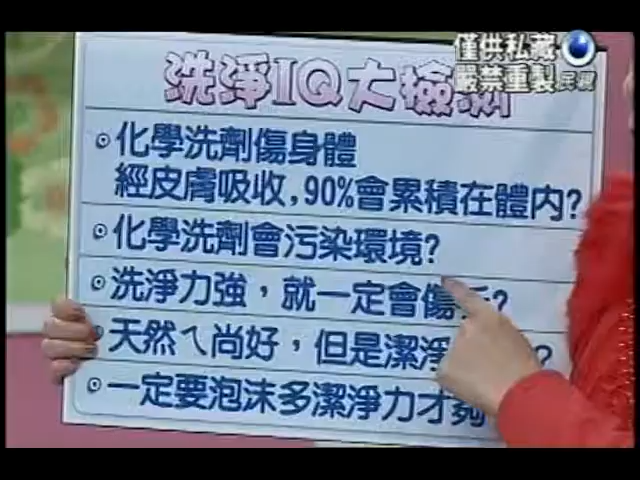 僅供私藏
嚴禁重製 民視
洗淨IQ大檢測
化學洗劑傷身體
經皮膚吸收,90%會累積在體內?
化學洗劑會污染環境?
洗淨力強,就一定會傷手?
天然ㄟ尚好,但是潔淨?
一定要泡沫多潔淨力才夠